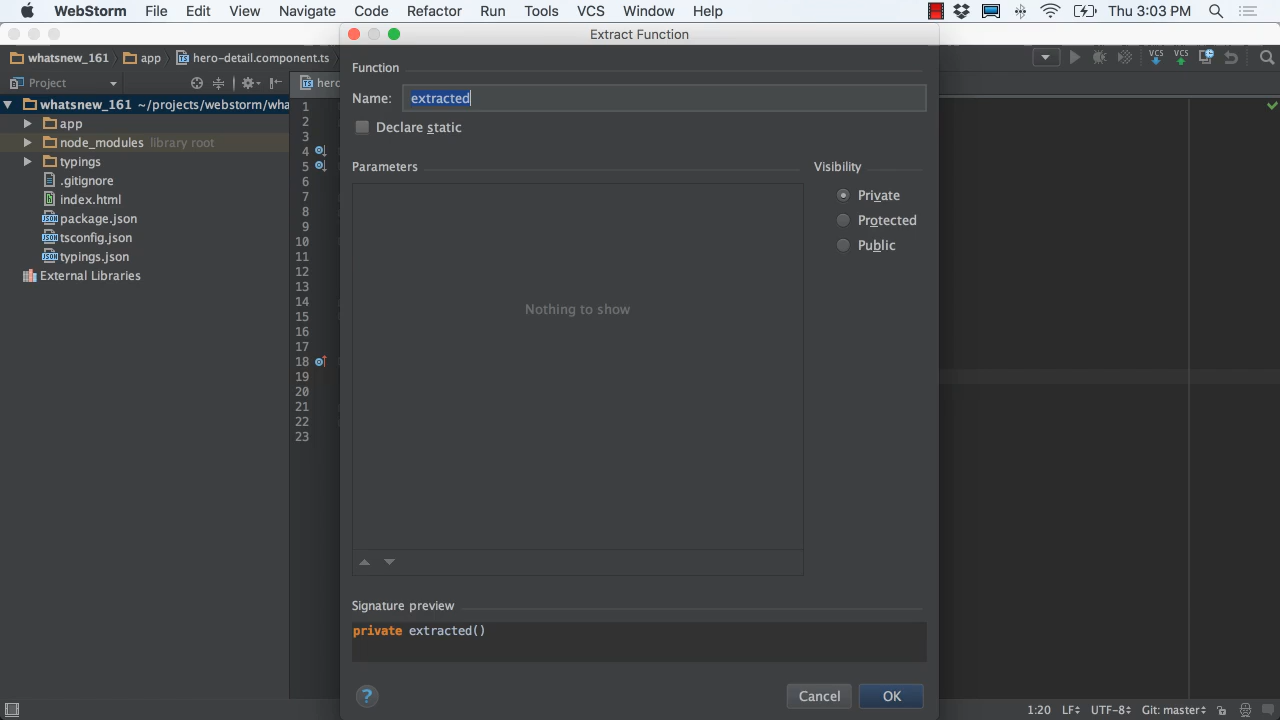 WebStorm File Edit View Navigate Code Refactor Run Tools VCS Window Help Thu 3:03 PM
Extract Function
whatsnew_161 app hero-detail.component.ts
VCS VCS
Project
hero
Function
Name: extracted
Declare static
Parameters
Visibility
Private
Protected
Public
Nothing to show
Signature preview
private extracted()
? Cancel OK
whatsnew_161 ~/projects/webstorm/wha
app
node_modules library root
typings
.gitignore
index.html
package.json
tsconfig.json
typings.json
External Libraries
1
2
3
4
5
6
7
8
9
10
11
12
13
14
15
16
17
18
19
20
21
22
23
1:20 LF UTF-8 Git: master